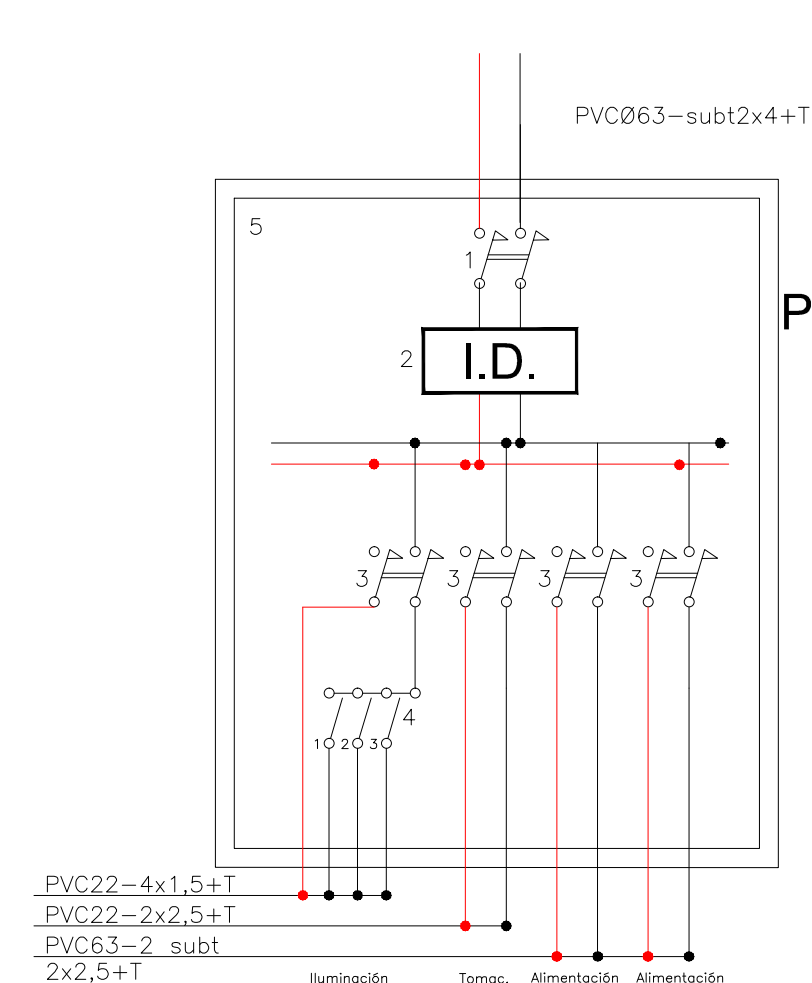 PVCØ63-subt2x4+T
5
1
P
2
I.D.
3 3 3 3
4
1 2 3
PVC22-4x1,5+T
PVC22-2x2,5+T
PVC63-2 subt
2x2,5+T
Iluminación Tomac. Alimentación Alimentación